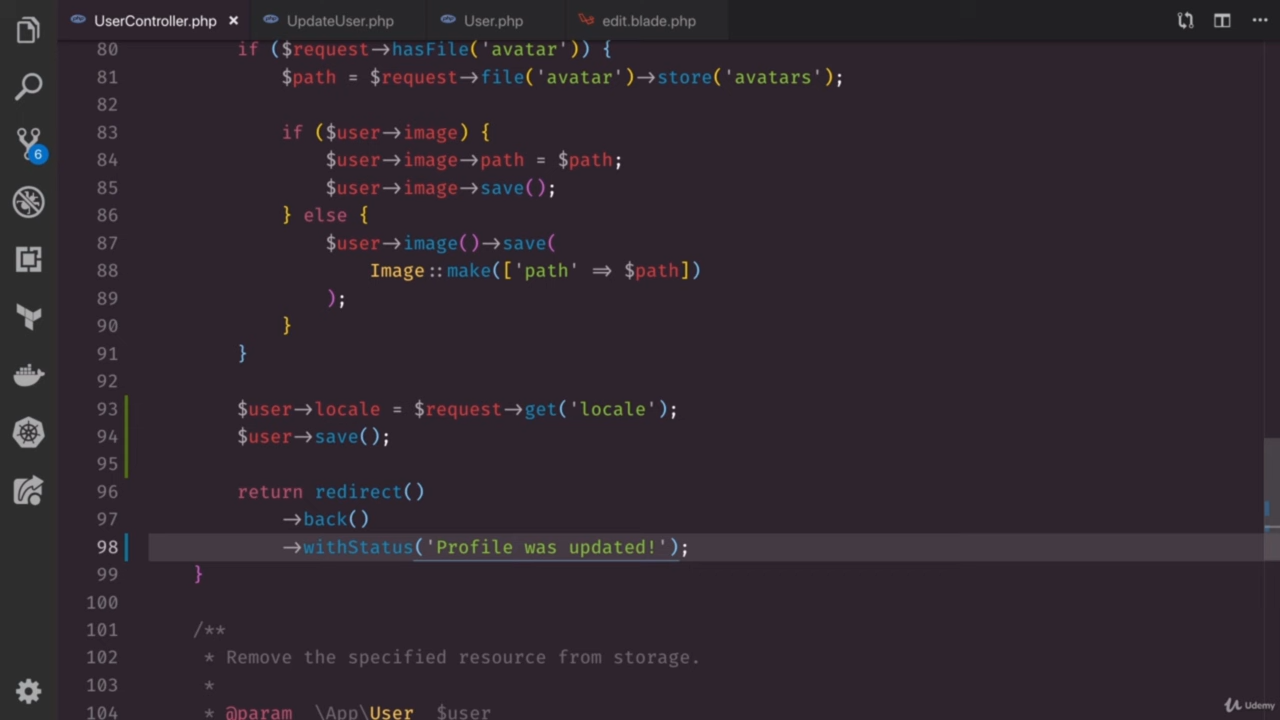 UserController.php × UpdateUser.php User.php edit.blade.php ···
80 if ($request→hasFile('avatar')) {
81 $path = $request→file('avatar')→store('avatars');
82
83 if ($user→image) {
84 $user→image→path = $path;
85 $user→image→save();
86 } else {
87 $user→image()→save(
88 Image::make(['path' ⇒ $path])
89 );
90 }
91 }
92
93 $user→locale = $request→get('locale');
94 $user→save();
95
96 return redirect()
97 →back()
98 →withStatus('Profile was updated!');
99 }
100
101 /**
102 * Remove the specified resource from storage.
103 *
104 * @param \App\User $user
6
Udemy